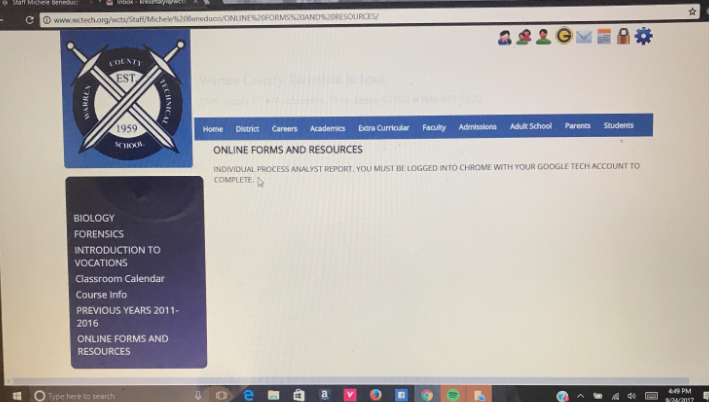 Staff Michele Beneducc
www.wctech.org/wcts/Staff/Michele%20Beneducci/ONLINE%20FORMS%20AND%20RESOURCES/
COUNTY
WARREN
EST.
TECHNICAL
1959
SCHOOL
Warren County Technical School
Home District Careers Academics Extra Curricular Faculty Admissions Adult School Parents Students
ONLINE FORMS AND RESOURCES
INDIVIDUAL PROCESS ANALYST REPORT. YOU MUST BE LOGGED INTO CHROME WITH YOUR GOOGLE TECH ACCOUNT TO
COMPLETE.
BIOLOGY
FORENSICS
INTRODUCTION TO
VOCATIONS
Classroom Calendar
Course Info
PREVIOUS YEARS 2011-
2016
ONLINE FORMS AND
RESOURCES
Type here to search
4:49 PM
9/24/2017